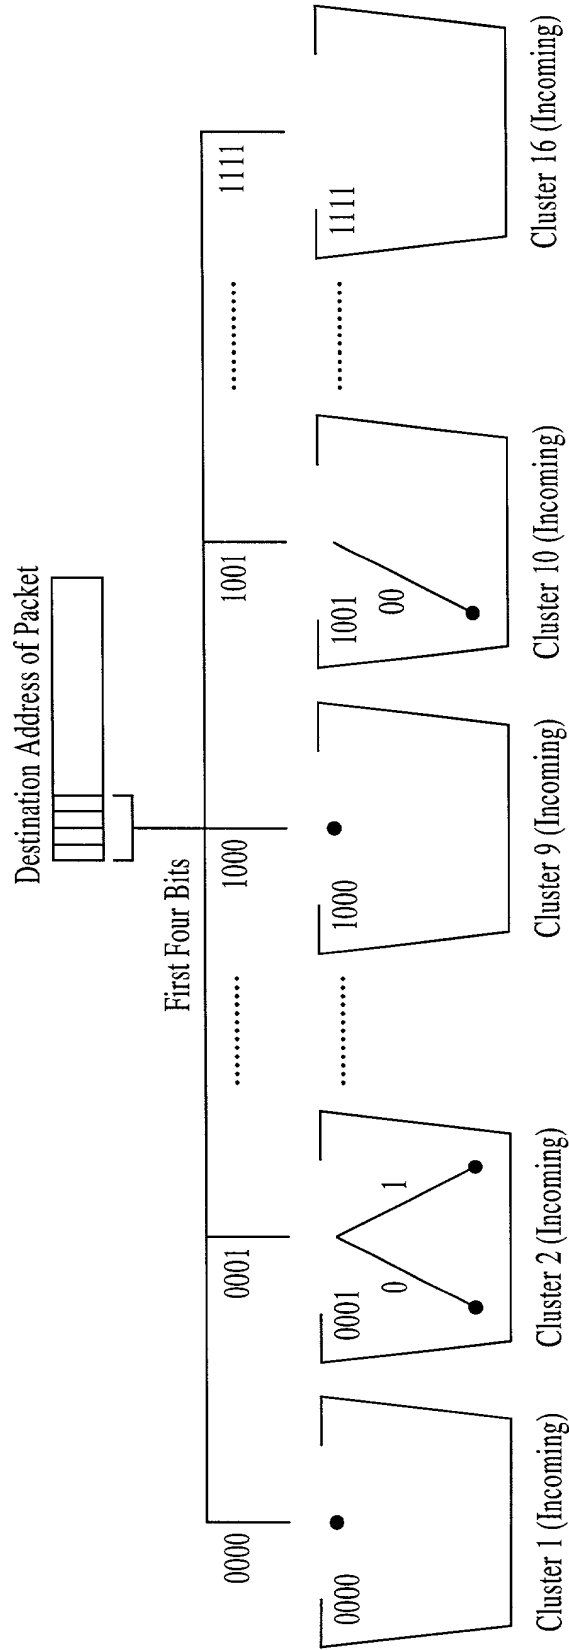 Destination Address of Packet
First Four Bits
0000
0001
1000
1001
1111
0000
0001
1000
1001
1111
0
1
00
Cluster 1 (Incoming)
Cluster 2 (Incoming)
Cluster 9 (Incoming)
Cluster 10 (Incoming)
Cluster 16 (Incoming)